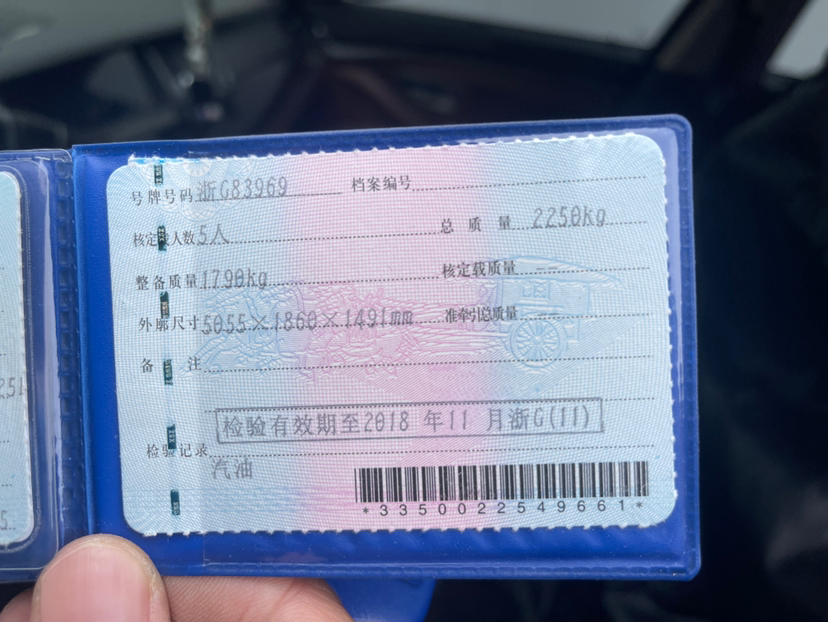 号牌号码 浙G83969 档案编号
核定载人数 5人 总质量 2250kg
整备质量 1790kg 核定载质量 --
外廓尺寸 5055×1860×1491mm 准牵引总质量 --
备注
检验有效期至2018年11月浙G(11)
检验记录
汽油
*3350022549661*
251
5